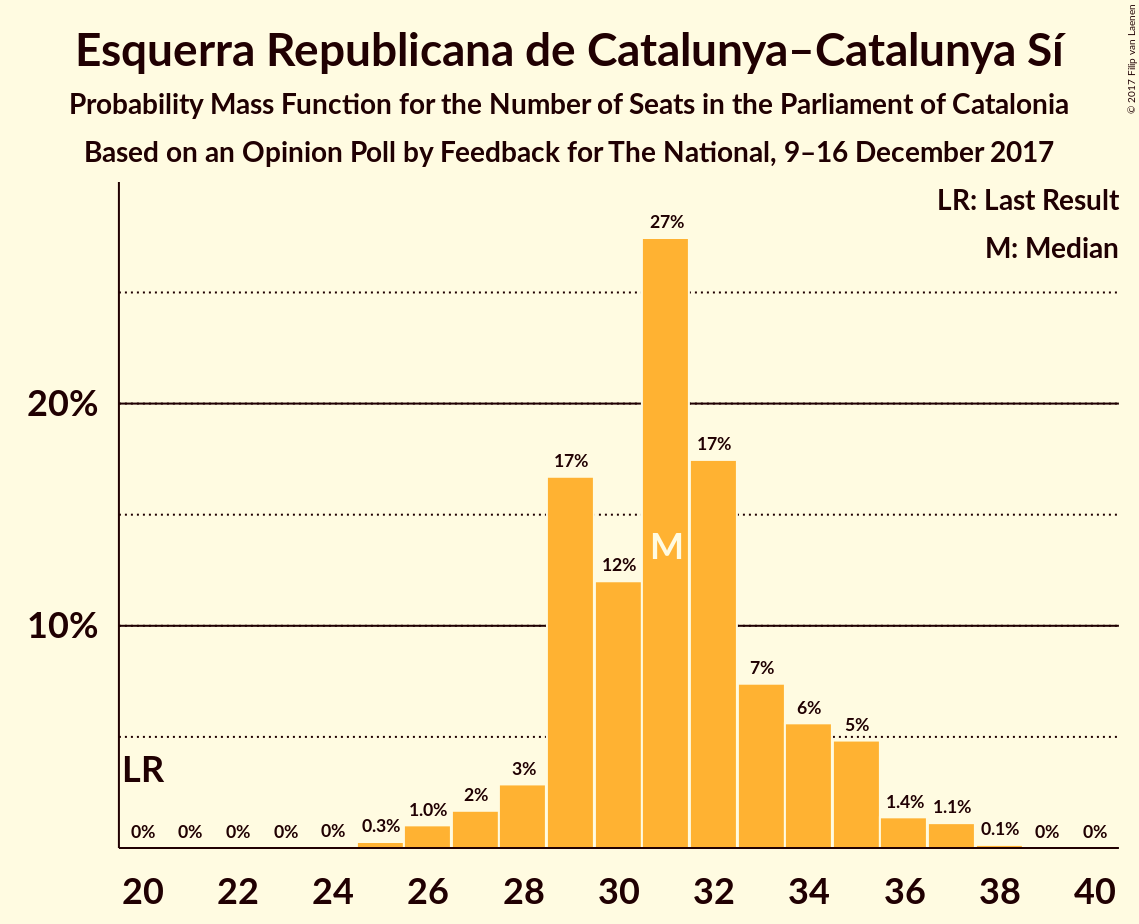 Esquerra Republicana de Catalunya–Catalunya Sí
Probability Mass Function for the Number of Seats in the Parliament of Catalonia
Based on an Opinion Poll by Feedback for The National, 9–16 December 2017
© 2017 Filip van Laenen
LR: Last Result
M: Median
27%
20%
17%
17%
M
12%
10%
7%
6%
5%
LR
3%
2%
1.0%
1.4%
1.1%
0% 0% 0% 0% 0% 0.3% 0.1% 0% 0%
20 22 24 26 28 30 32 34 36 38 40